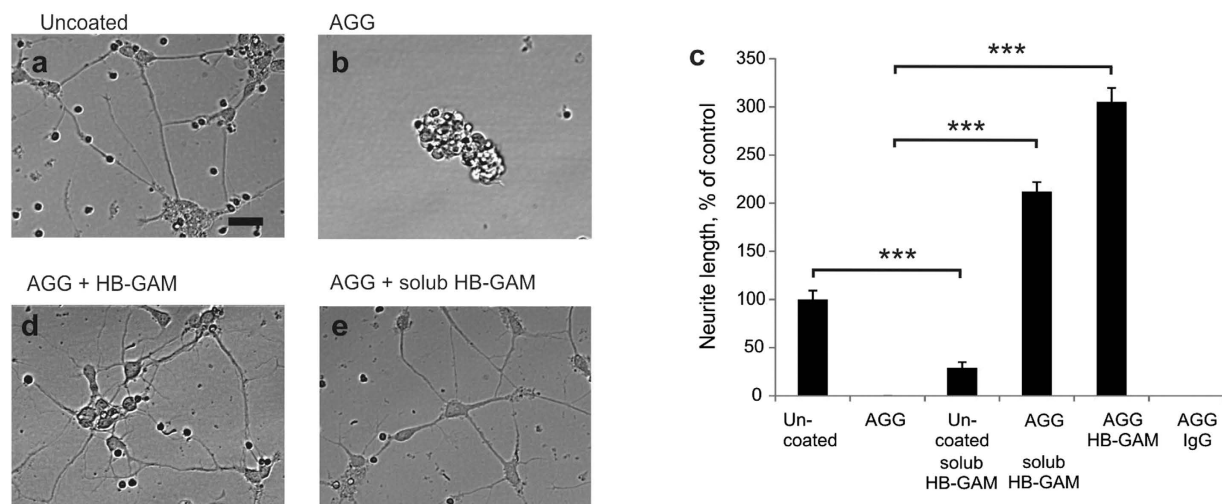 Uncoated
a
AGG
b
AGG + HB-GAM
d
AGG + solub HB-GAM
e
c
Neurite length, % of control
350
300
250
200
150
100
50
0
***
***
***
Un-
coated
AGG
Un-
coated
solub
HB-GAM
AGG
solub HB-GAM
AGG
HB-GAM
AGG
IgG